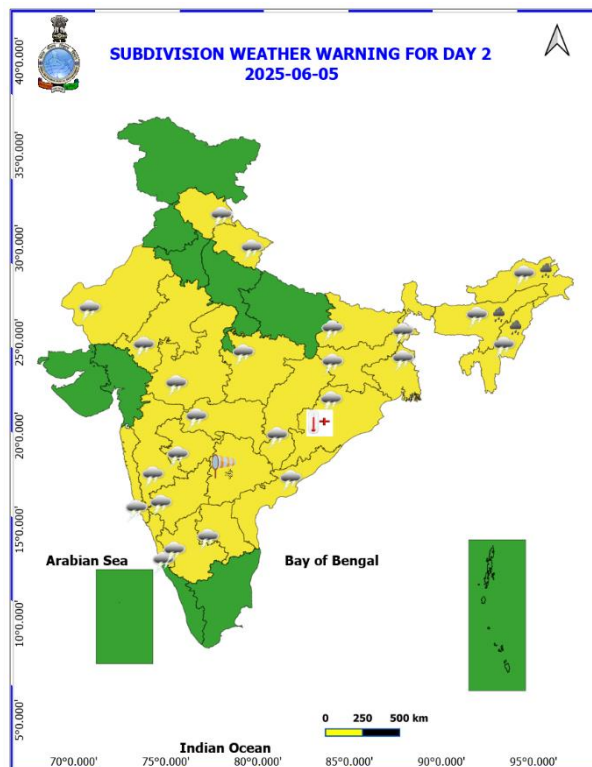 SUBDIVISION WEATHER WARNING FOR DAY 2
2025-06-05
40°0.000'
35°0.000'
30°0.000'
25°0.000'
20°0.000'
15°0.000'
10°0.000'
5°0.000'
Arabian Sea
Bay of Bengal
0 250 500 km
Indian Ocean
70°0.000' 75°0.000' 80°0.000' 85°0.000' 90°0.000' 95°0.000'